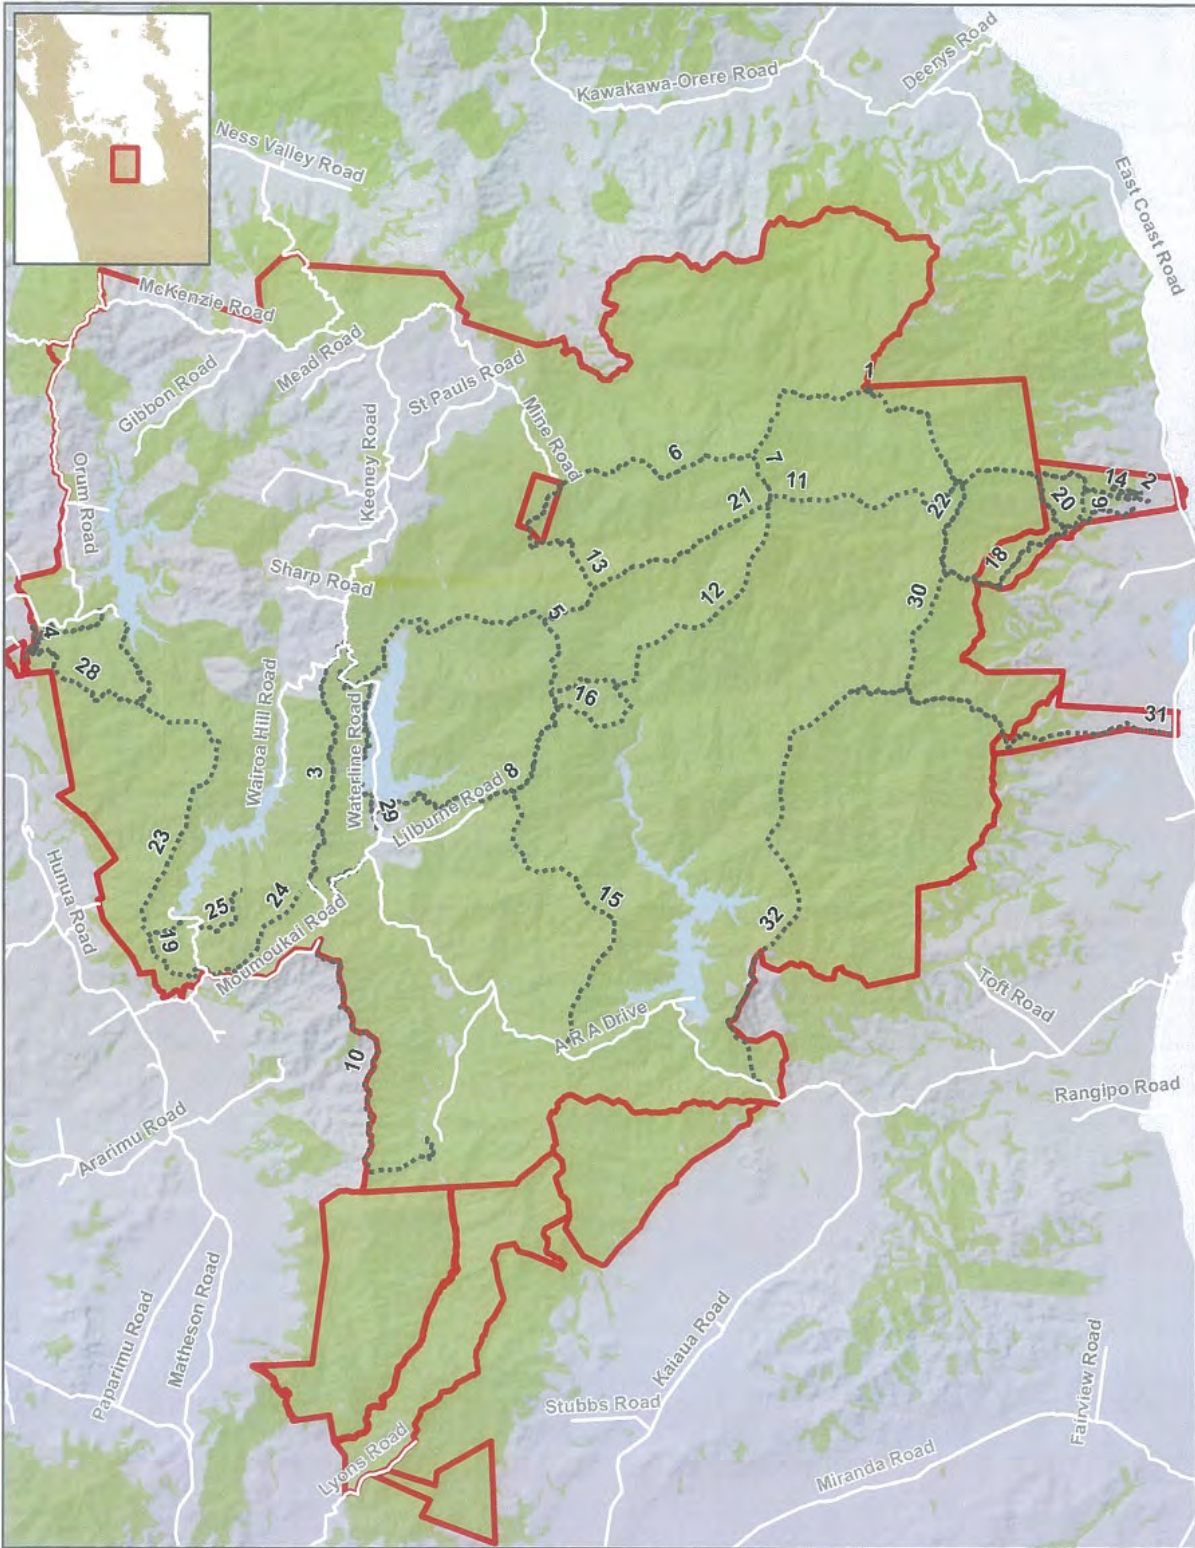 Kawakawa-Orere Road
Deerys Road
Ness Valley Road
East Coast Road
McKenzie Road
Mead Road
Gibbon Road
St Pauls Road
Mine Road
Keeney Road
Orum Road
Sharp Road
1
6
7
11
21
22
14
2
20
9
18
13
12
5
30
4
28
16
31
Wairoa Hill Road
Waterline Road
3
8
29
Lilburne Road
23
25
24
19
15
32
Hunua Road
Moumoukai Road
A R A Drive
Toft Road
10
Rangipo Road
Ararimu Road
Paparimu Road
Matheson Road
Kaiaua Road
Stubbs Road
Fairview Road
Lyons Road
Miranda Road